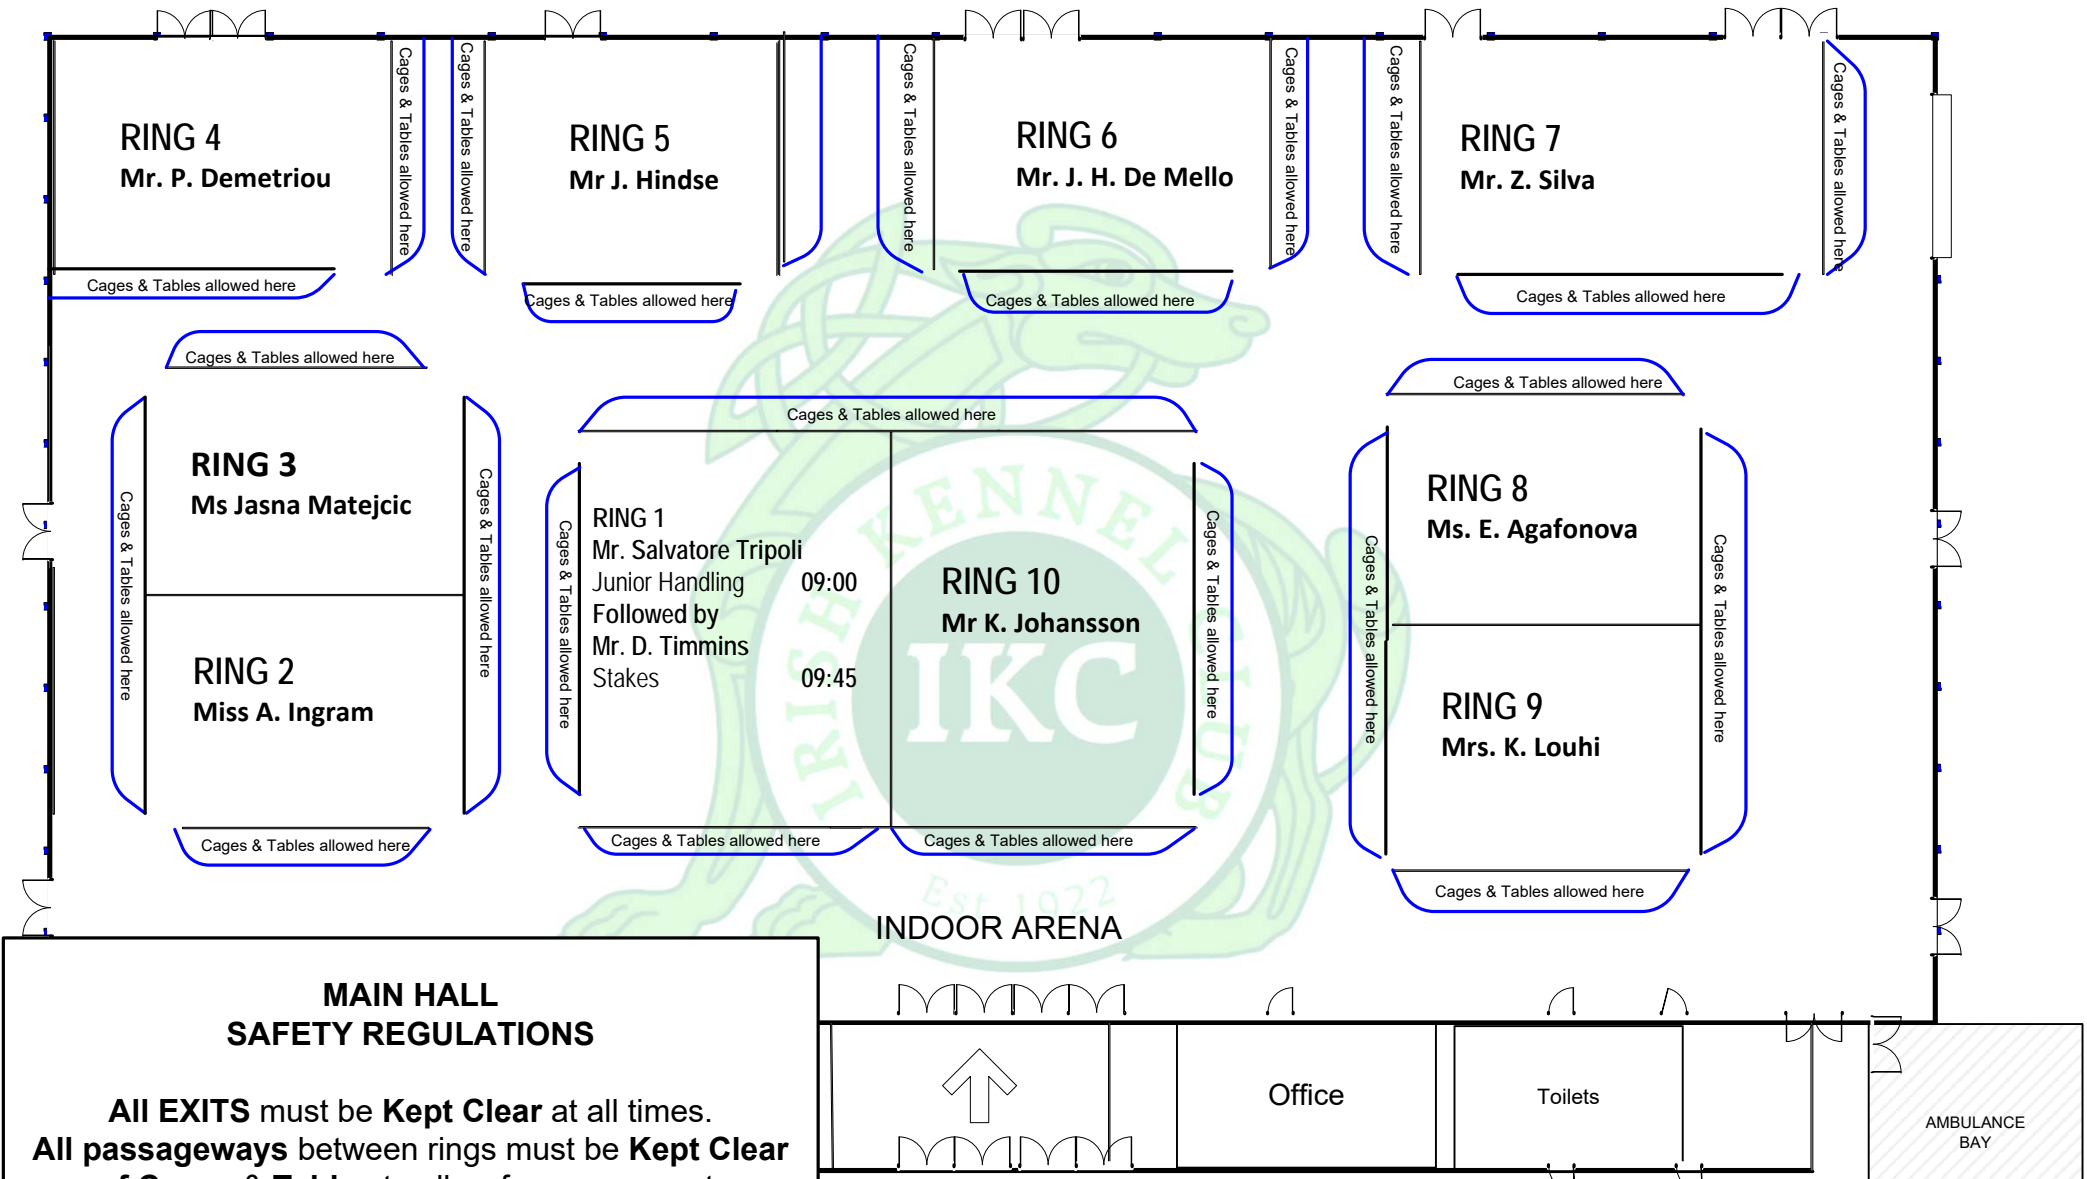 Cages & Tables allowed here
Cages & Tables allowed here
Cages & Tables allowed here
Cages & Tables allowed here
Cages & Tables allowed here
Cages & Tables allowed here
RING 4
Mr. P. Demetriou
RING 5
Mr J. Hindse
RING 6
Mr. J. H. De Mello
RING 7
Mr. Z. Silva
Cages & Tables allowed here
Cages & Tables allowed here
Cages & Tables allowed here
Cages & Tables allowed here
Cages & Tables allowed here
Cages & Tables allowed here
Cages & Tables allowed here
RING 3
Ms Jasna Matejcic
Cages & Tables allowed here
Cages & Tables allowed here
RING 2
Miss A. Ingram
Cages & Tables allowed here
Cages & Tables allowed here
RING 1
Mr. Salvatore Tripoli
Junior Handling 09:00
Followed by
Mr. D. Timmins
Stakes 09:45
RING 10
Mr K. Johansson
Cages & Tables allowed here
Cages & Tables allowed here
Cages & Tables allowed here
IRISH KENNEL CLUB
IKC
Est 1922
Cages & Tables allowed here
RING 8
Ms. E. Agafonova
RING 9
Mrs. K. Louhi
Cages & Tables allowed here
Cages & Tables allowed here
INDOOR ARENA
MAIN HALL
SAFETY REGULATIONS
All EXITS must be Kept Clear at all times.
All passageways between rings must be Kept Clear
Office
Toilets
AMBULANCE
BAY